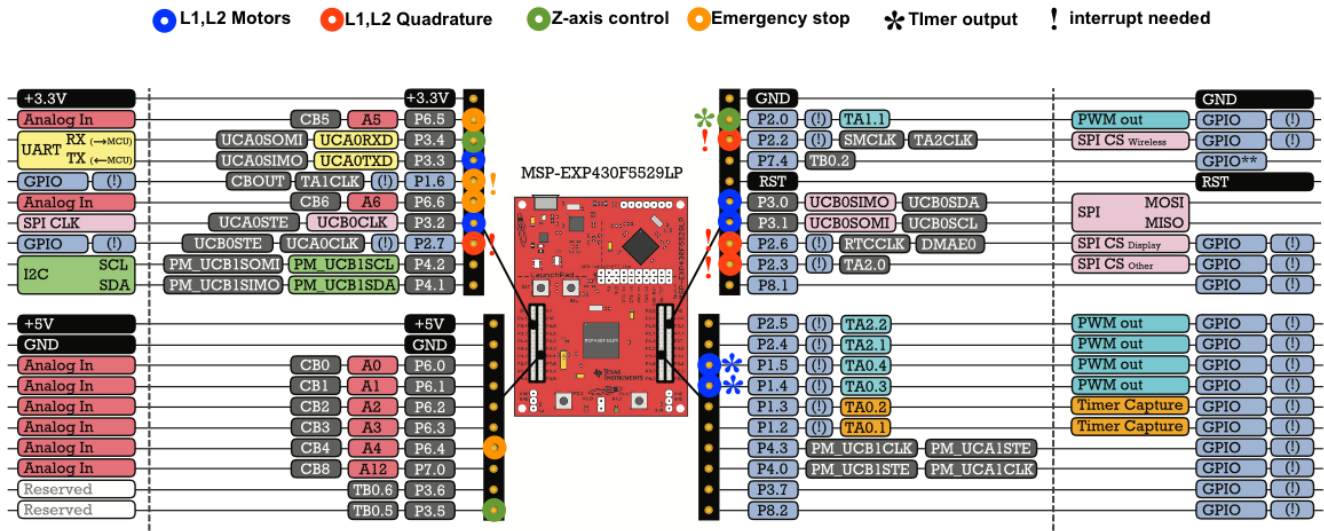 L1,L2 Motors L1,L2 Quadrature Z-axis control Emergency stop TImer output ! interrupt needed
+3.3V +3.3V GND GND
Analog In CB5 A5 P6.5 P2.0 (!) TA1.1 PWM out GPIO (!)
UART RX (→MCU) UCA0SOMI UCA0RXD P3.4 ! P2.2 (!) SMCLK TA2CLK SPI CS Wireless GPIO (!)
TX (←MCU) UCA0SIMO UCA0TXD P3.3 P7.4 TB0.2 GPIO**
GPIO (!) CBOUT TA1CLK (!) P1.6 ! MSP-EXP430F5529LP RST RST
Analog In CB6 A6 P6.6 P3.0 UCB0SIMO UCB0SDA SPI MOSI
SPI CLK UCA0STE UCB0CLK P3.2 P3.1 UCB0SOMI UCB0SCL MISO
GPIO (!) UCB0STE UCA0CLK (!) P2.7 ! ! P2.6 (!) RTCCLK DMAE0 SPI CS Display GPIO (!)
I2C SCL PM_UCB1SOMI PM_UCB1SCL P4.2 ! P2.3 (!) TA2.0 SPI CS Other GPIO (!)
SDA PM_UCB1SIMO PM_UCB1SDA P4.1 P8.1 GPIO (!)
+5V +5V P2.5 (!) TA2.2 PWM out GPIO (!)
GND GND P2.4 (!) TA2.1 PWM out GPIO (!)
Analog In CB0 A0 P6.0 P1.5 (!) TA0.4 PWM out GPIO (!)
Analog In CB1 A1 P6.1 P1.4 (!) TA0.3 PWM out GPIO (!)
Analog In CB2 A2 P6.2 P1.3 (!) TA0.2 Timer Capture GPIO (!)
Analog In CB3 A3 P6.3 P1.2 (!) TA0.1 Timer Capture GPIO (!)
Analog In CB4 A4 P6.4 P4.3 PM_UCB1CLK PM_UCA1STE GPIO (!)
Analog In CB8 A12 P7.0 P4.0 PM_UCB1STE PM_UCA1CLK GPIO (!)
Reserved TB0.6 P3.6 P3.7 GPIO (!)
Reserved TB0.5 P3.5 P8.2 GPIO (!)
LaunchPad
MSP-EXP430F5529LP
TEXAS
INSTRUMENTS